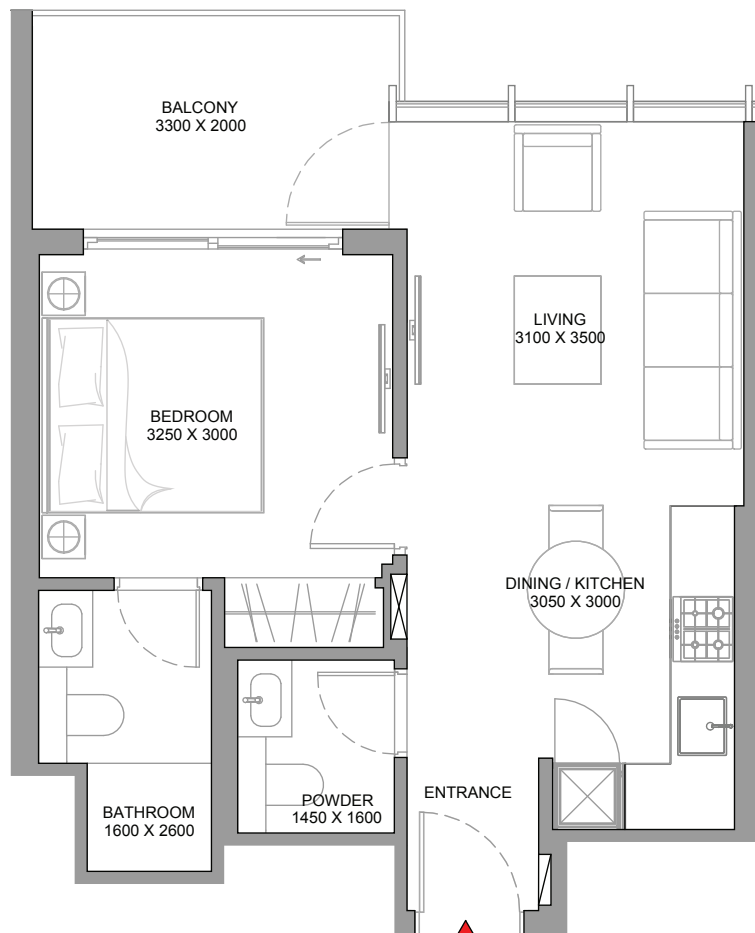 BALCONY
3300 X 2000
LIVING
3100 X 3500
BEDROOM
3250 X 3000
DINING / KITCHEN
3050 X 3000
ENTRANCE
POWDER
1450 X 1600
BATHROOM
1600 X 2600